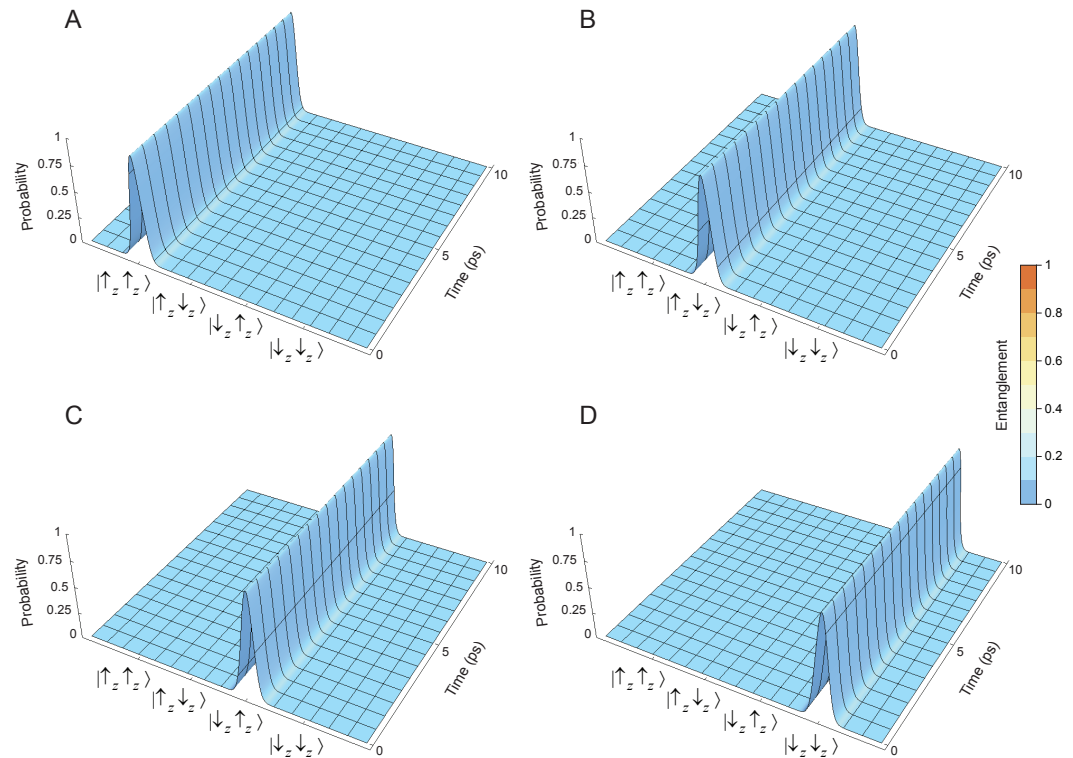 A
Probability
1
0.75
0.5
0.25
0
|↑z ↑z ⟩
|↑z ↓z ⟩
|↓z ↑z ⟩
|↓z ↓z ⟩
0
5
10
Time (ps)
B
Probability
1
0.75
0.5
0.25
0
|↑z ↑z ⟩
|↑z ↓z ⟩
|↓z ↑z ⟩
|↓z ↓z ⟩
0
5
10
Time (ps)
Entanglement
1
0.8
0.6
0.4
0.2
0
C
Probability
1
0.75
0.5
0.25
0
|↑z ↑z ⟩
|↑z ↓z ⟩
|↓z ↑z ⟩
|↓z ↓z ⟩
0
5
10
Time (ps)
D
Probability
1
0.75
0.5
0.25
0
|↑z ↑z ⟩
|↑z ↓z ⟩
|↓z ↑z ⟩
|↓z ↓z ⟩
0
5
10
Time (ps)